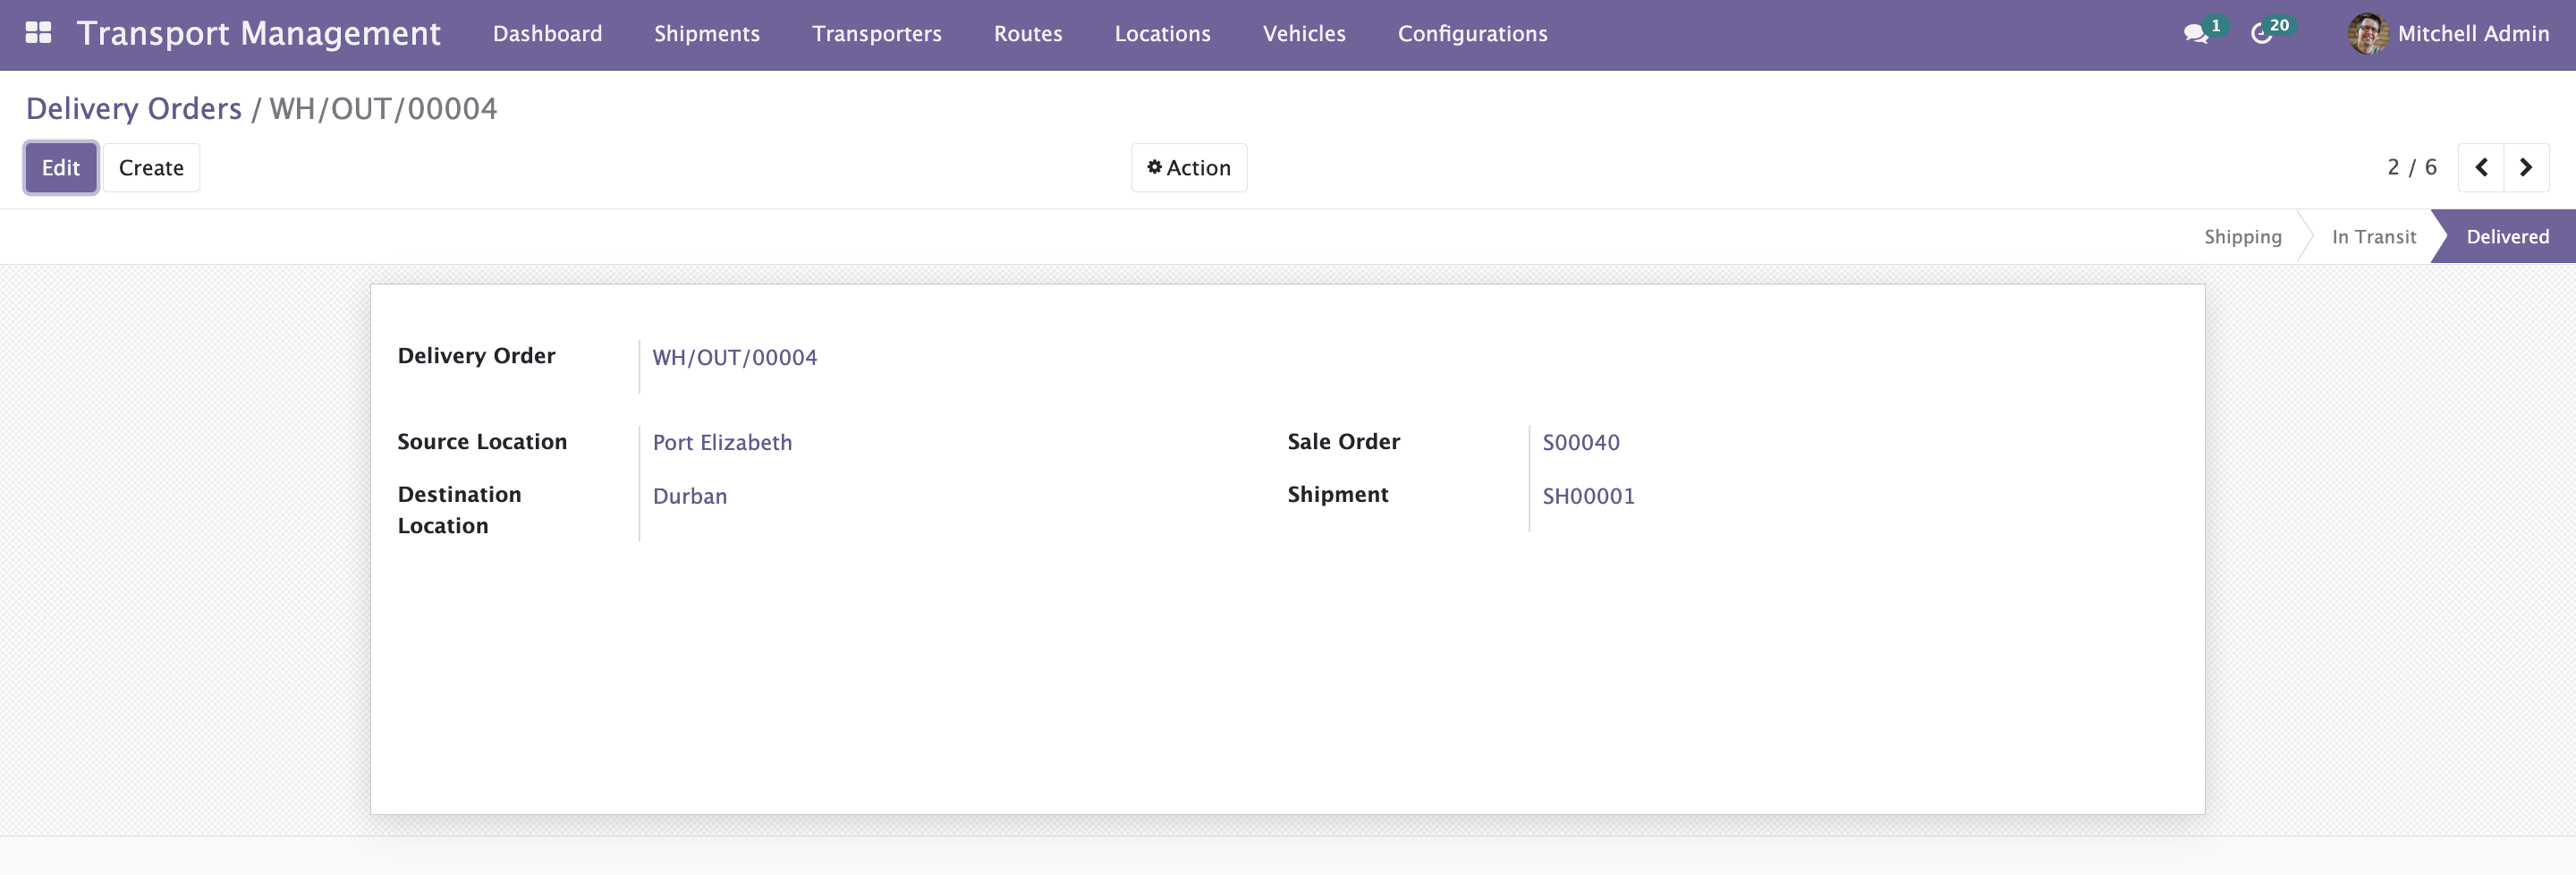 Transport Management Dashboard Shipments Transporters Routes Locations Vehicles Configurations 1 20 Mitchell Admin
Delivery Orders / WH/OUT/00004
Edit Create Action 2 / 6
Shipping In Transit Delivered
Delivery Order WH/OUT/00004
Source Location Port Elizabeth Sale Order S00040
Destination Location Durban Shipment SH00001